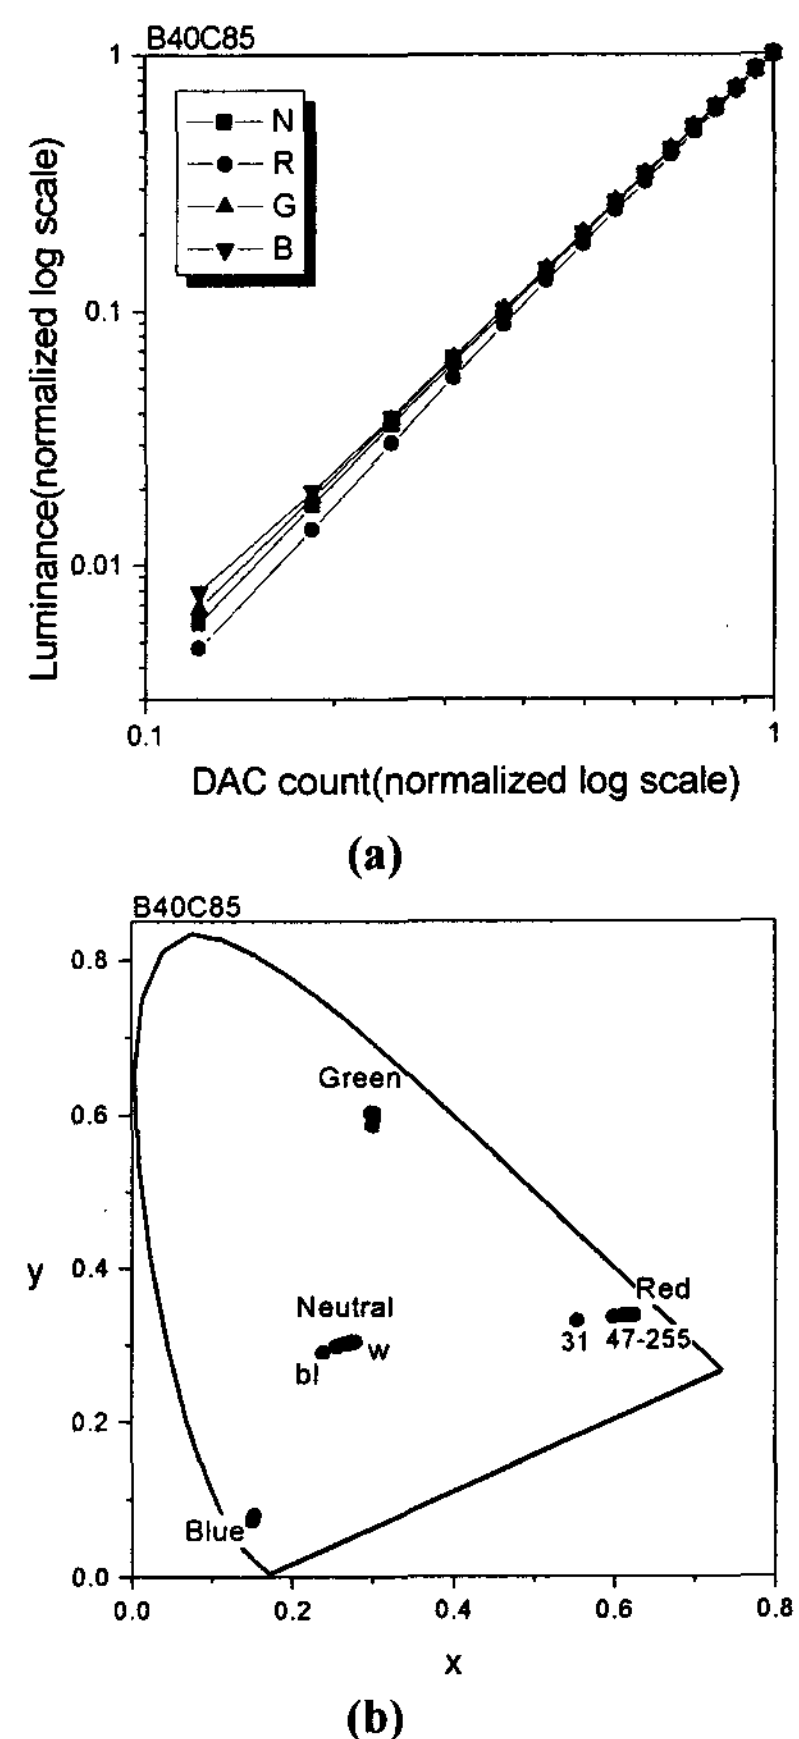 B40C85
1
N
R
G
B
0.1
0.01
Luminance(normalized log scale)
0.1
1
DAC count(normalized log scale)
(a)
B40C85
0.8
Green
0.6
y
0.4
Red
Neutral
31
47-255
w
bl
0.2
Blue
0.0
0.0
0.2
0.4
0.6
0.8
x
(b)